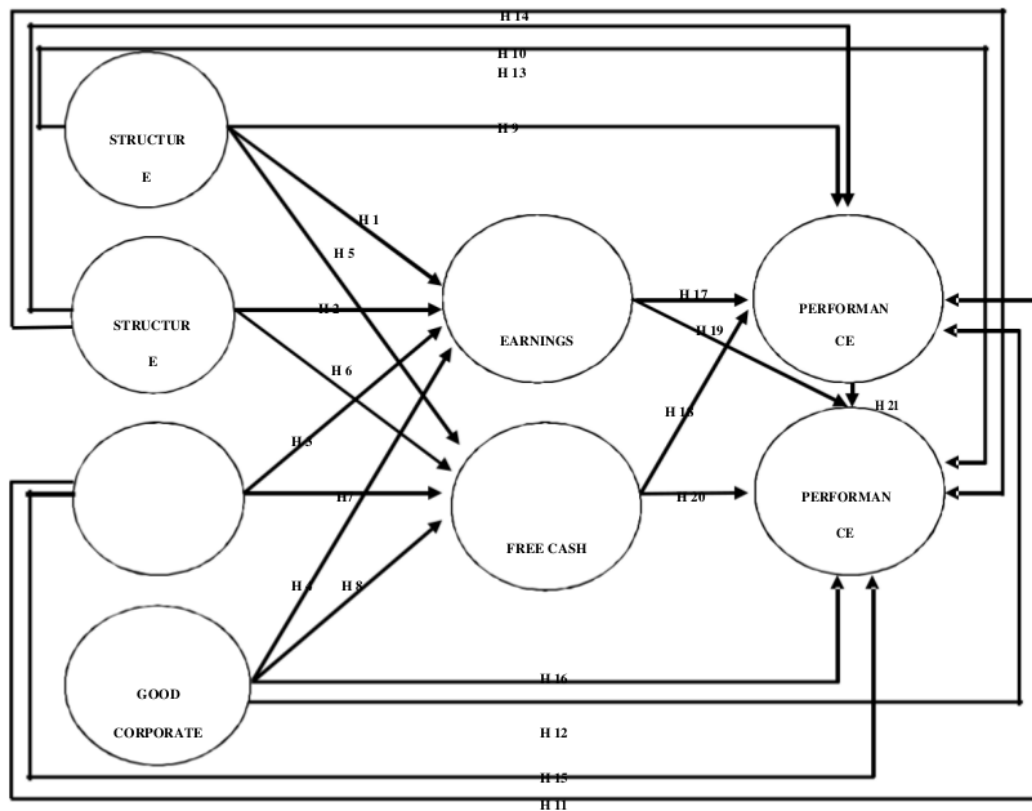 H 14
H 10
H 13
H 9
STRUCTUR
E
H 1
H 5
STRUCTUR
E
H 2
H 6
EARNINGS
H 17
H 19
PERFORMAN
CE
H 21
H 3
H 18
H 7
H 20
PERFORMAN
CE
FREE CASH
H 4
H 8
GOOD
CORPORATE
H 16
H 12
H 15
H 11